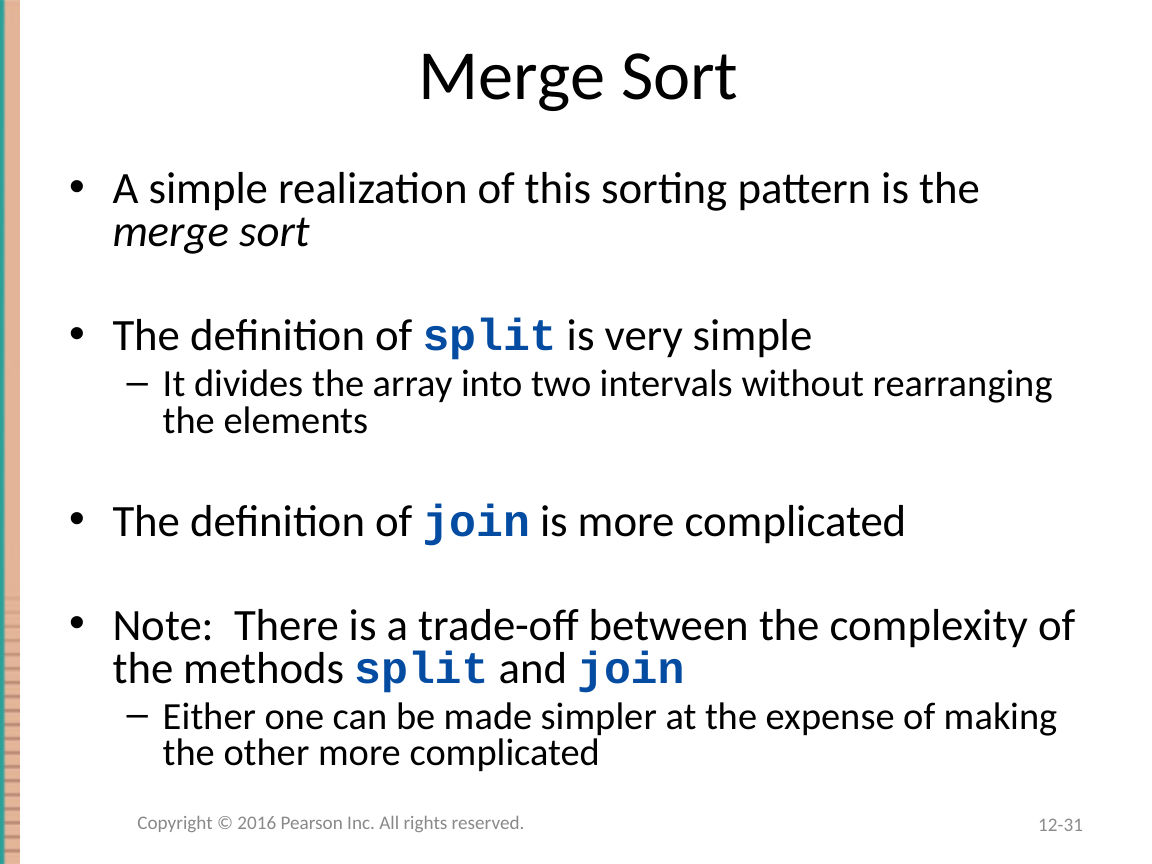 Merge Sort
• A simple realization of this sorting pattern is the
merge sort
• The definition of split is very simple
– It divides the array into two intervals without rearranging
the elements
• The definition of join is more complicated
• Note:  There is a trade-off between the complexity of
the methods split and join
– Either one can be made simpler at the expense of making
the other more complicated
Copyright © 2016 Pearson Inc. All rights reserved.
12-31